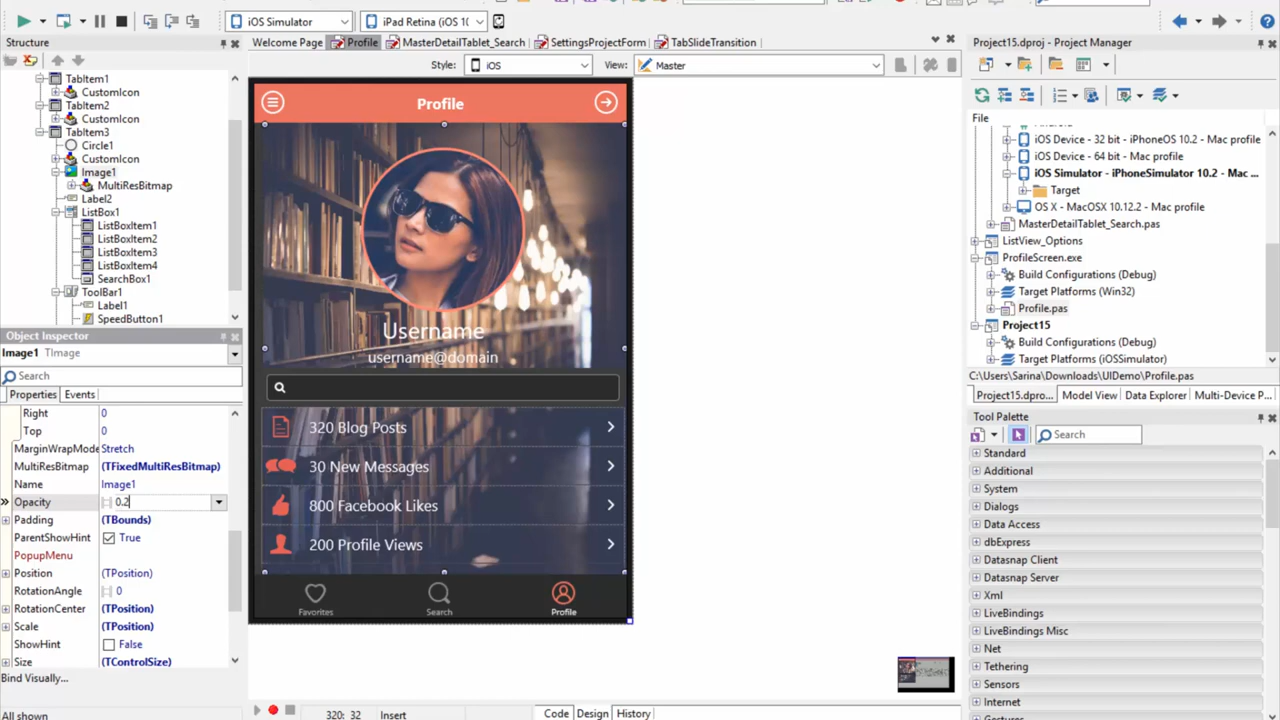 iOS Simulator
iPad Retina (iOS 10
Structure
Welcome Page
Profile
MasterDetailTablet_Search
SettingsProjectForm
TabSlideTransition
Project15.dproj - Project Manager
Style:
iOS
View:
Master
TabItem1
CustomIcon
TabItem2
CustomIcon
TabItem3
Circle1
CustomIcon
Image1
MultiResBitmap
Label2
ListBox1
ListBoxItem1
ListBoxItem2
ListBoxItem3
ListBoxItem4
SearchBox1
ToolBar1
Label1
SpeedButton1
Object Inspector
Image1 TImage
Search
Properties
Events
Right 0
Top 0
MarginWrapMode Stretch
MultiResBitmap (TFixedMultiResBitmap)
Name Image1
Opacity 0.2
Padding (TBounds)
ParentShowHint True
PopupMenu
Position (TPosition)
RotationAngle 0
RotationCenter (TPosition)
Scale (TPosition)
ShowHint False
Size (TControlSize)
Bind Visually...
All shown
Profile
Username
username@domain
320 Blog Posts
30 New Messages
800 Facebook Likes
200 Profile Views
Favorites
Search
Profile
320: 32
Insert
Code
Design
History
File
iOS Device - 32 bit - iPhoneOS 10.2 - Mac profile
iOS Device - 64 bit - Mac profile
iOS Simulator - iPhoneSimulator 10.2 - Mac ...
Target
OS X - MacOSX 10.12.2 - Mac profile
MasterDetailTablet_Search.pas
ListView_Options
ProfileScreen.exe
Build Configurations (Debug)
Target Platforms (Win32)
Profile.pas
Project15
Build Configurations (Debug)
Target Platforms (iOSSimulator)
C:\Users\Sarina\Downloads\UIDemo\Profile.pas
Project15.dpro...
Model View
Data Explorer
Multi-Device P...
Tool Palette
Search
Standard
Additional
System
Dialogs
Data Access
dbExpress
Datasnap Client
Datasnap Server
Xml
LiveBindings
LiveBindings Misc
Net
Tethering
Sensors
Internet